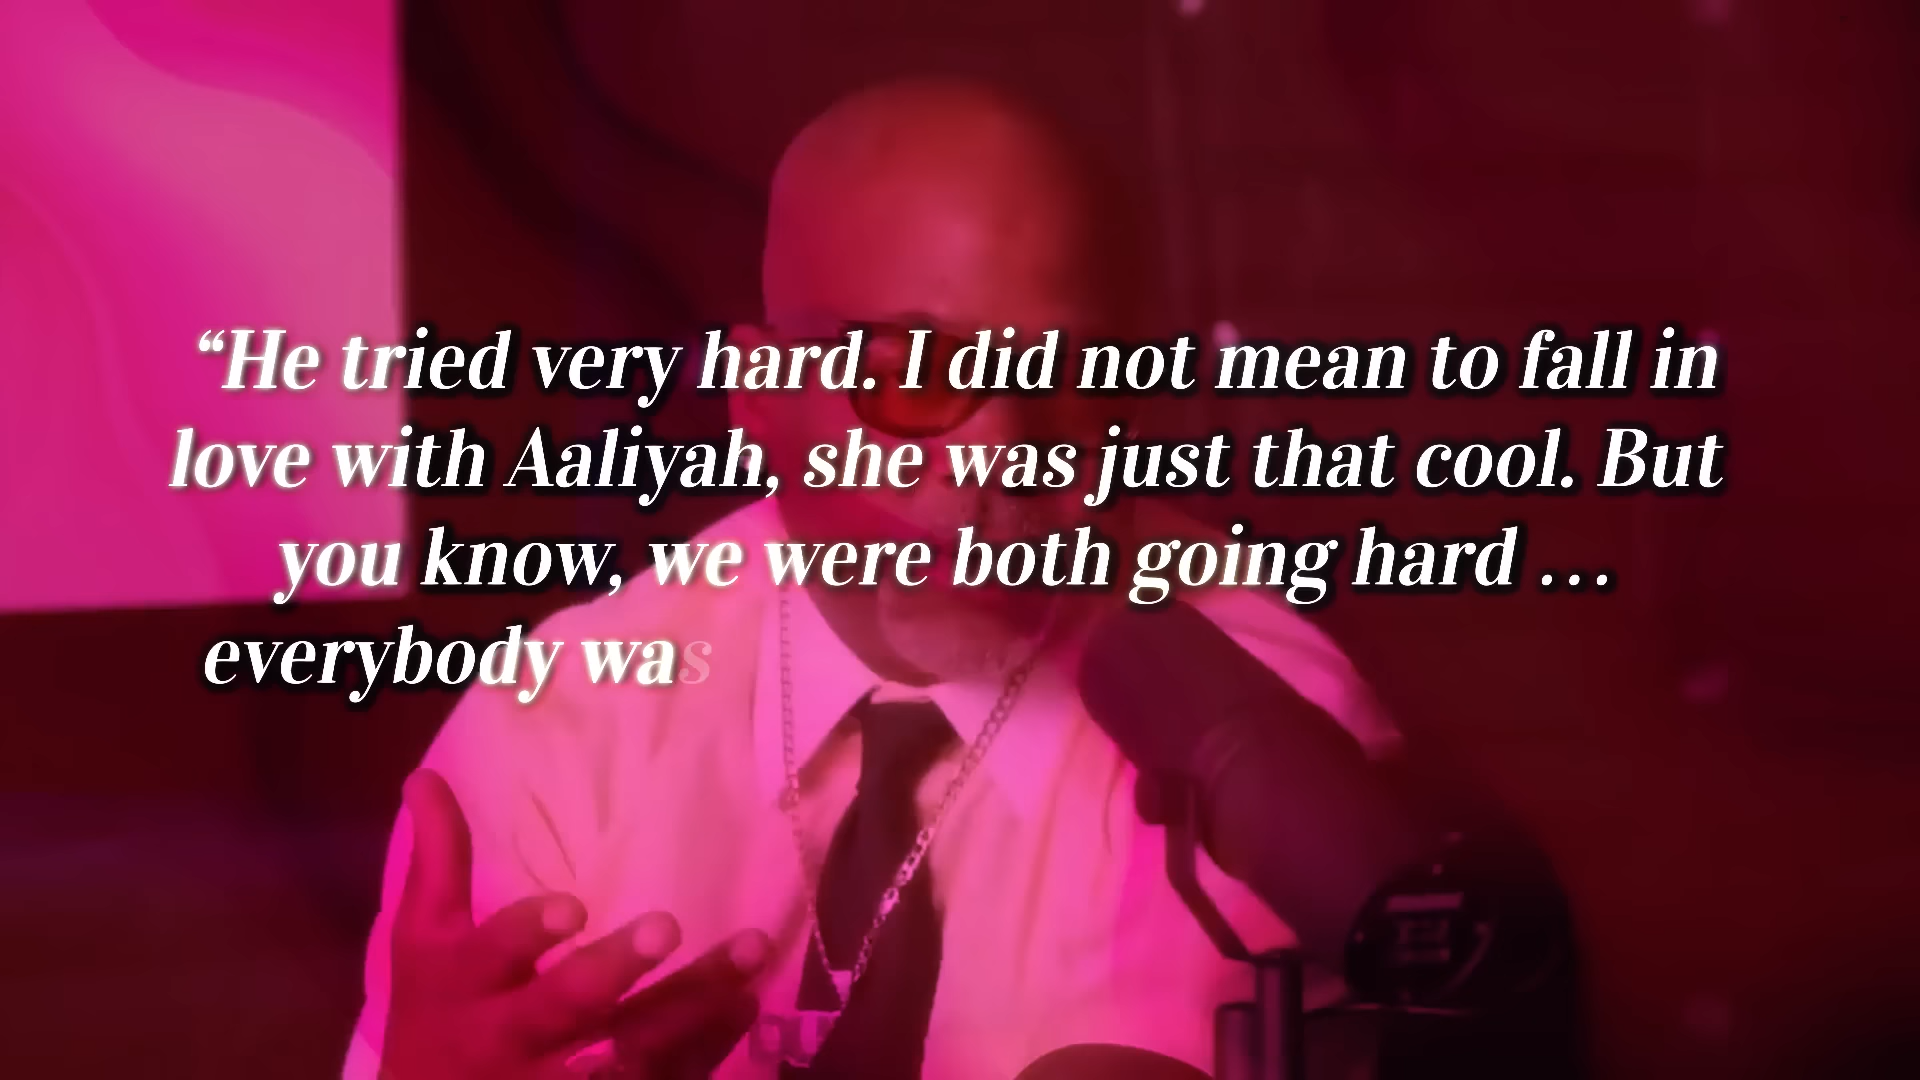 “He tried very hard. I did not mean to fall in
love with Aaliyah, she was just that cool. But
you know, we were both going hard …
everybody was